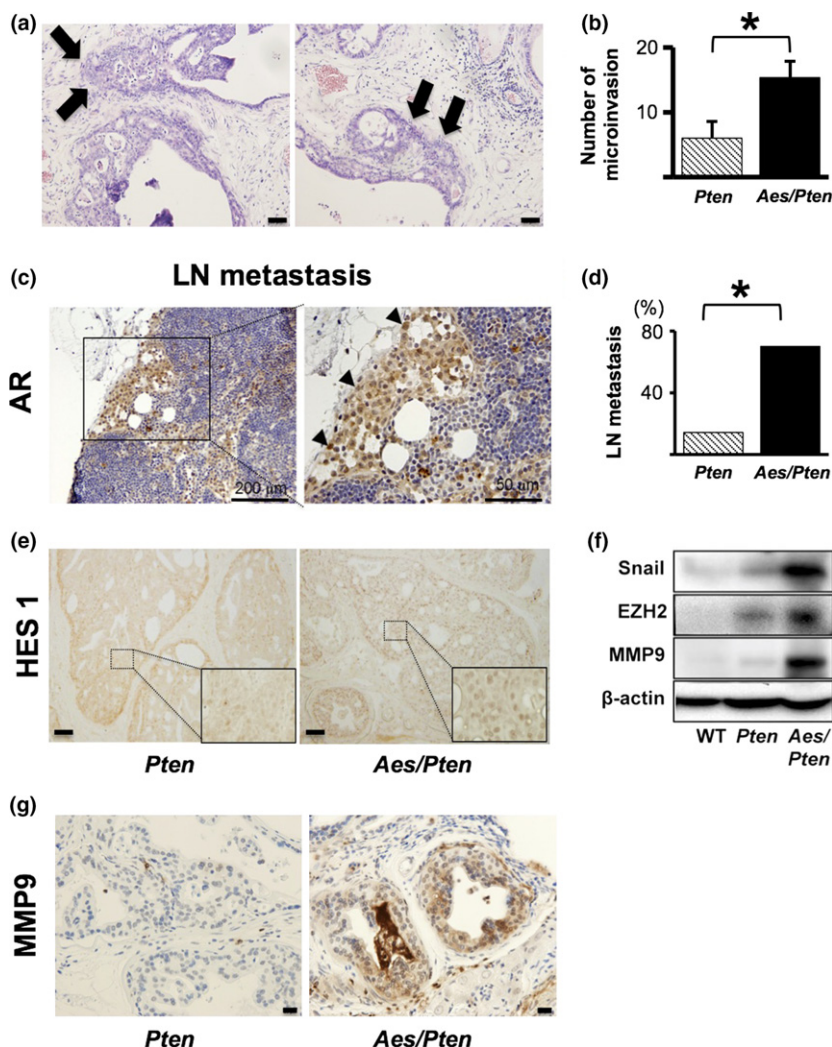 (a)
(b)
Number of
microinvasion
20
10
*
Pten
Aes/Pten
LN metastasis
(c)
AR
200 μm
50 μm
(d)
(%)
LN metastasis
80
40
*
Pten
Aes/Pten
(e)
HES 1
Pten
Aes/Pten
(f)
Snail
EZH2
MMP9
β-actin
WT
Pten
Aes/
Pten
(g)
MMP9
Pten
Aes/Pten